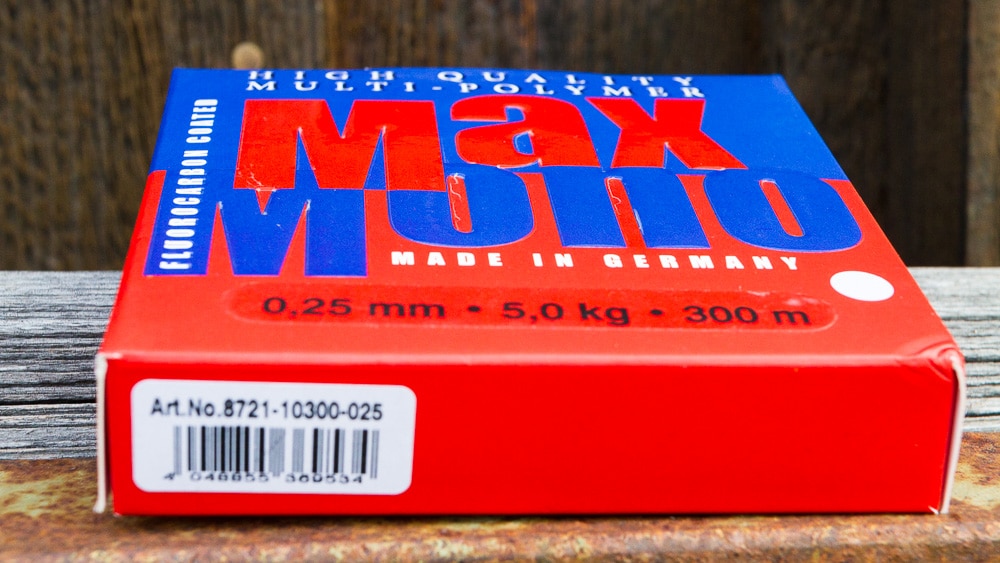 HIGH QUALITY
MULTI-POLYMER
FLUOROCARBON COATED
Max
Mono
MADE IN GERMANY
0,25 mm • 5,0 kg • 300 m
Art.No.8721-10300-025
4 048855 369534